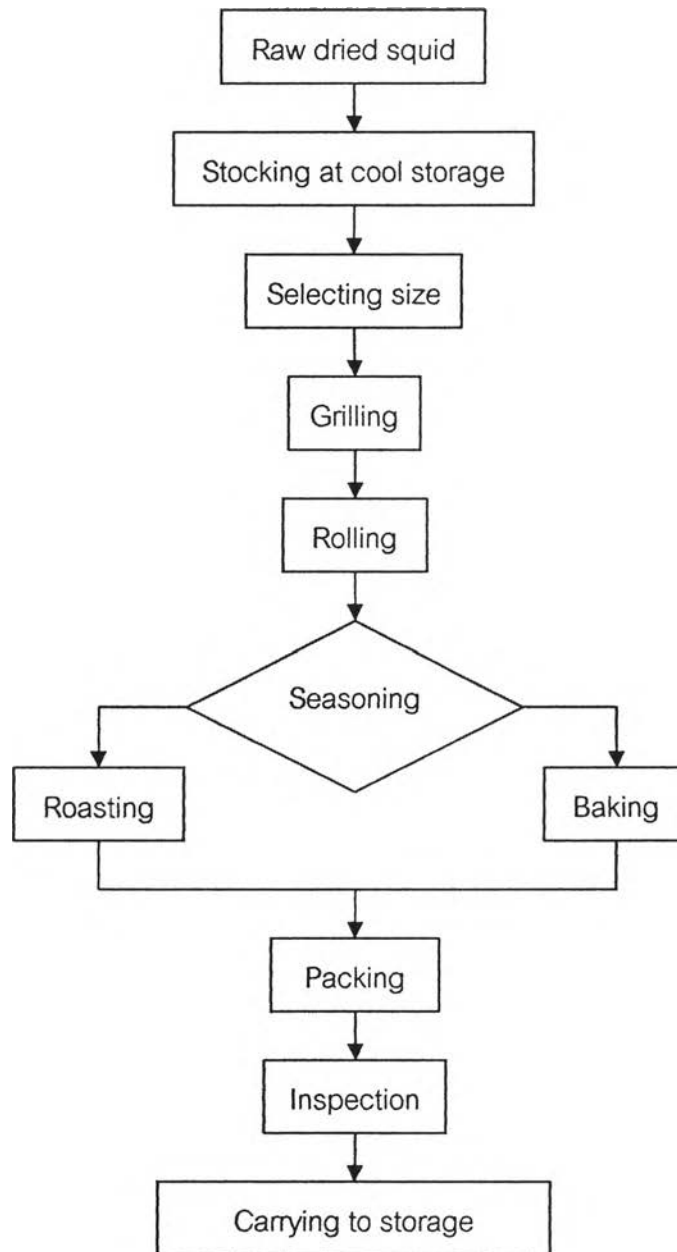 Raw dried squid
Stocking at cool storage
Selecting size
Grilling
Rolling
Seasoning
Roasting
Baking
Packing
Inspection
Carrying to storage